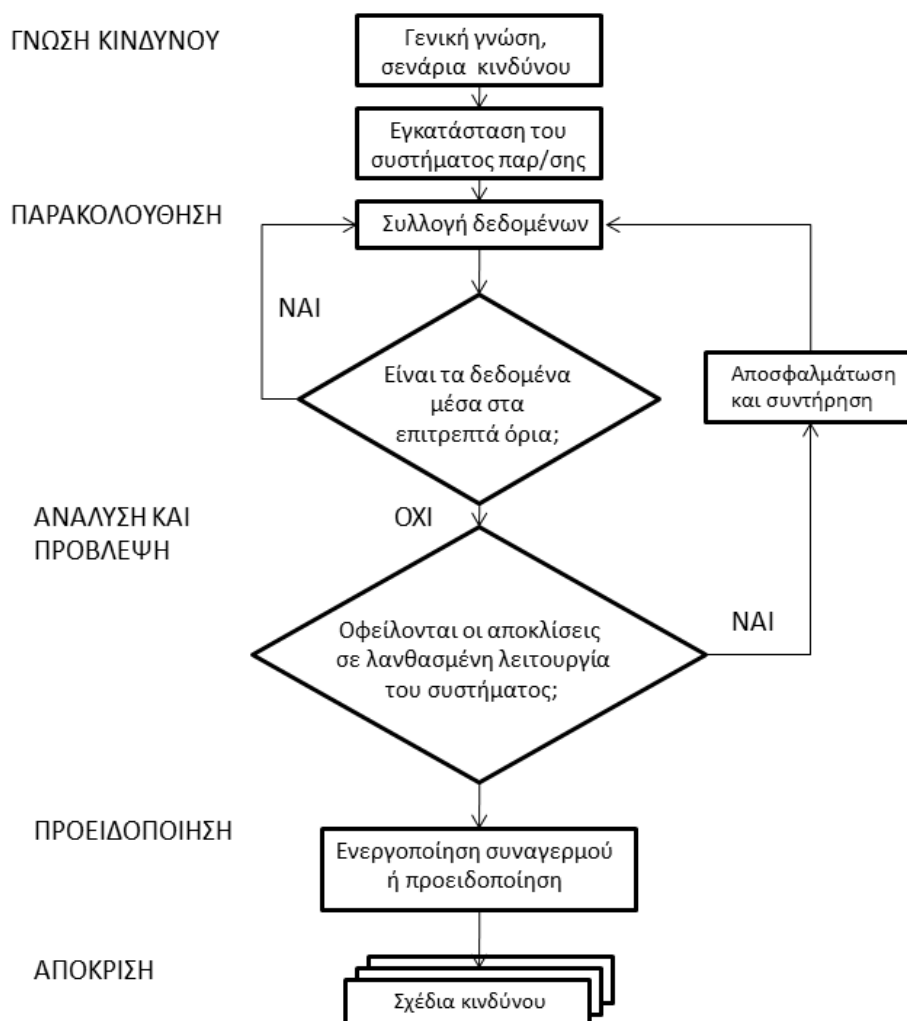 ΓΝΩΣΗ ΚΙΝΔΥΝΟΥ
Γενική γνώση,
σενάρια κινδύνου
Εγκατάσταση του
συστήματος παρ/σης
ΠΑΡΑΚΟΛΟΥΘΗΣΗ
Συλλογή δεδομένων
ΝΑΙ
Είναι τα δεδομένα
μέσα στα
επιτρεπτά όρια;
Αποσφαλμάτωση
και συντήρηση
ΑΝΑΛΥΣΗ ΚΑΙ
ΠΡΟΒΛΕΨΗ
ΟΧΙ
Οφείλονται οι αποκλίσεις
σε λανθασμένη λειτουργία
του συστήματος;
ΝΑΙ
ΠΡΟΕΙΔΟΠΟΙΗΣΗ
Ενεργοποίηση συναγερμού
ή προειδοποίηση
ΑΠΟΚΡΙΣΗ
Σχέδια κινδύνου